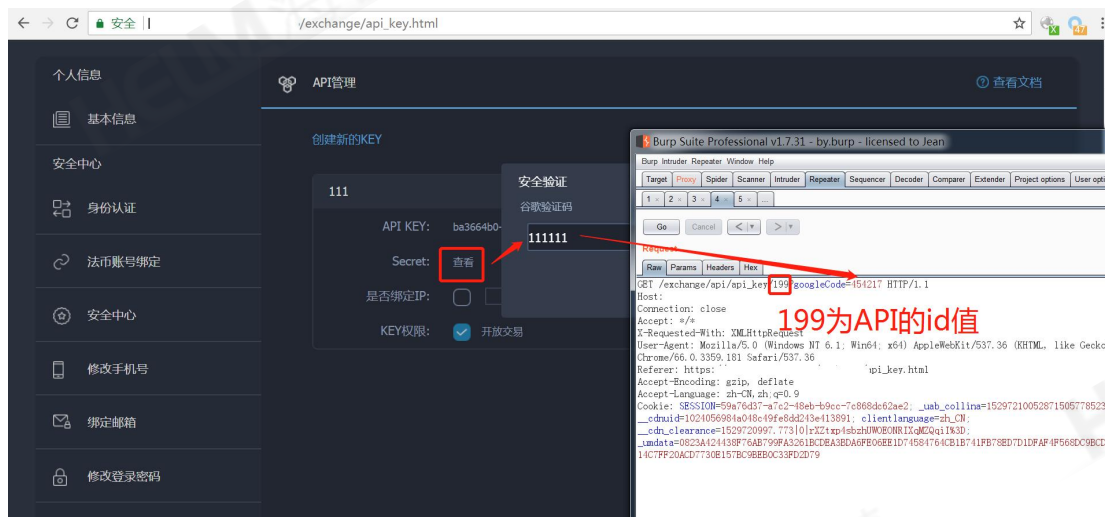 安全
/exchange/api_key.html
个人信息
基本信息
安全中心
身份认证
法币账号绑定
安全中心
修改手机号
绑定邮箱
修改登录密码
API管理
查看文档
创建新的KEY
111
API KEY: ba3664b0-
Secret: 查看
是否绑定IP:
KEY权限: 开放交易
安全验证
谷歌验证码
111111
Burp Suite Professional v1.7.31 - by.burp - licensed to Jean
Burp Intruder Repeater Window Help
Target Proxy Spider Scanner Intruder Repeater Sequencer Decoder Comparer Extender Project options User opti
1 × 2 × 3 × 4 × 5 × ...
Go Cancel < >
Request
Raw Params Headers Hex
GET /exchange/api/api_key/199?googleCode=454217 HTTP/1.1
Host:
Connection: close
Accept: */*
X-Requested-With: XMLHttpRequest
User-Agent: Mozilla/5.0 (Windows NT 6.1; Win64; x64) AppleWebKit/537.36 (KHTML, like Gecko
Chrome/66.0.3359.181 Safari/537.36
Referer: https: api_key.html
Accept-Encoding: gzip, deflate
Accept-Language: zh-CN,zh;q=0.9
Cookie: SESSION=59a76d37-a7c2-48eb-b9cc-7c868dc62ae2; _uab_collina=152972100528715057785​23
__cdnuid=1024056984a048c49fe8dd243e413891; clientlanguage=zh_CN;
__cdn_clearance=1529720997.773|0|rXZtxp4sbzhUWOEONRIXqMZQqiI%3D;
_umdata=0823A424438F76AB799FA3261BCDEA3BDA6FE06EE1D74584764CB1B741FB78ED7D1DFAF4F568DC9BCD
14C7FF20ACD7730E157BC9BEB0C33FD2D79
199为API的id值